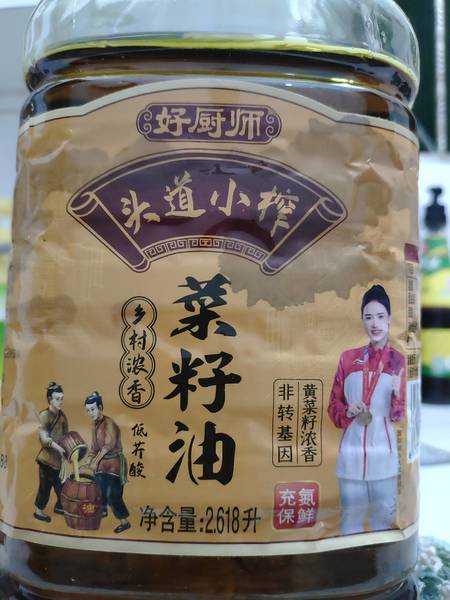 好厨师
头道小榨
菜籽油
乡村浓香
低芥酸
非转基因
黄菜籽浓香
净含量:2.618升
充氮
保鲜
油